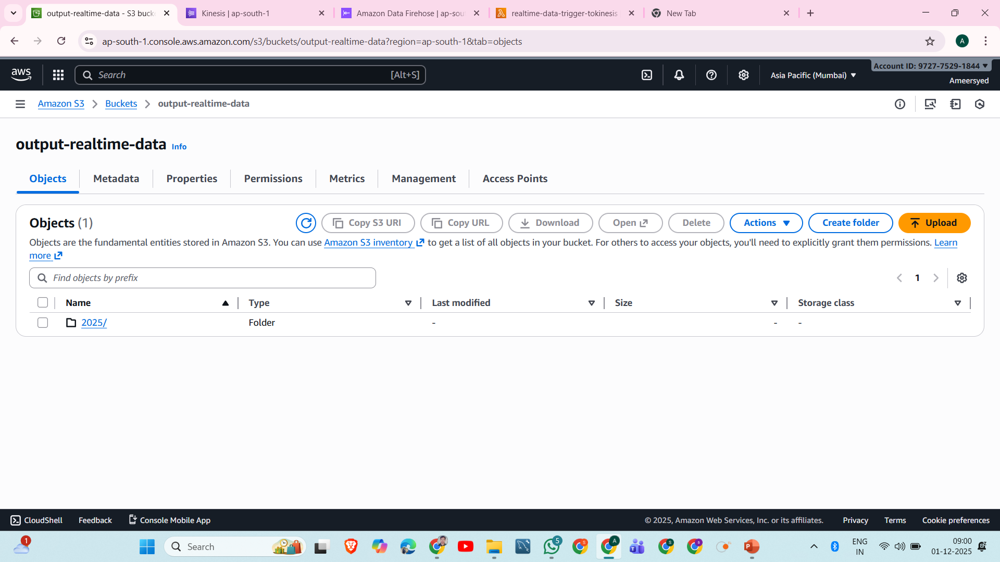 output-realtime-data - S3 buck
Kinesis | ap-south-1
Amazon Data Firehose | ap-sou
realtime-data-trigger-tokinesis
New Tab
ap-south-1.console.aws.amazon.com/s3/buckets/output-realtime-data?region=ap-south-1&tab=objects
A
aws
Search
[Alt+S]
Asia Pacific (Mumbai)
Account ID: 9727-7529-1844
Ameersyed
Amazon S3
Buckets
output-realtime-data
output-realtime-data Info
Objects
Metadata
Properties
Permissions
Metrics
Management
Access Points
Objects (1)
Copy S3 URI
Copy URL
Download
Open
Delete
Actions
Create folder
Upload
Objects are the fundamental entities stored in Amazon S3. You can use Amazon S3 inventory to get a list of all objects in your bucket. For others to access your objects, you'll need to explicitly grant them permissions. Learn
more
Find objects by prefix
1
Name
Type
Last modified
Size
Storage class
2025/
Folder
-
-
-
CloudShell
Feedback
Console Mobile App
© 2025, Amazon Web Services, Inc. or its affiliates.
Privacy
Terms
Cookie preferences
1
Search
5
S
A
T
S
S
P
ENG
IN
09:00
01-12-2025